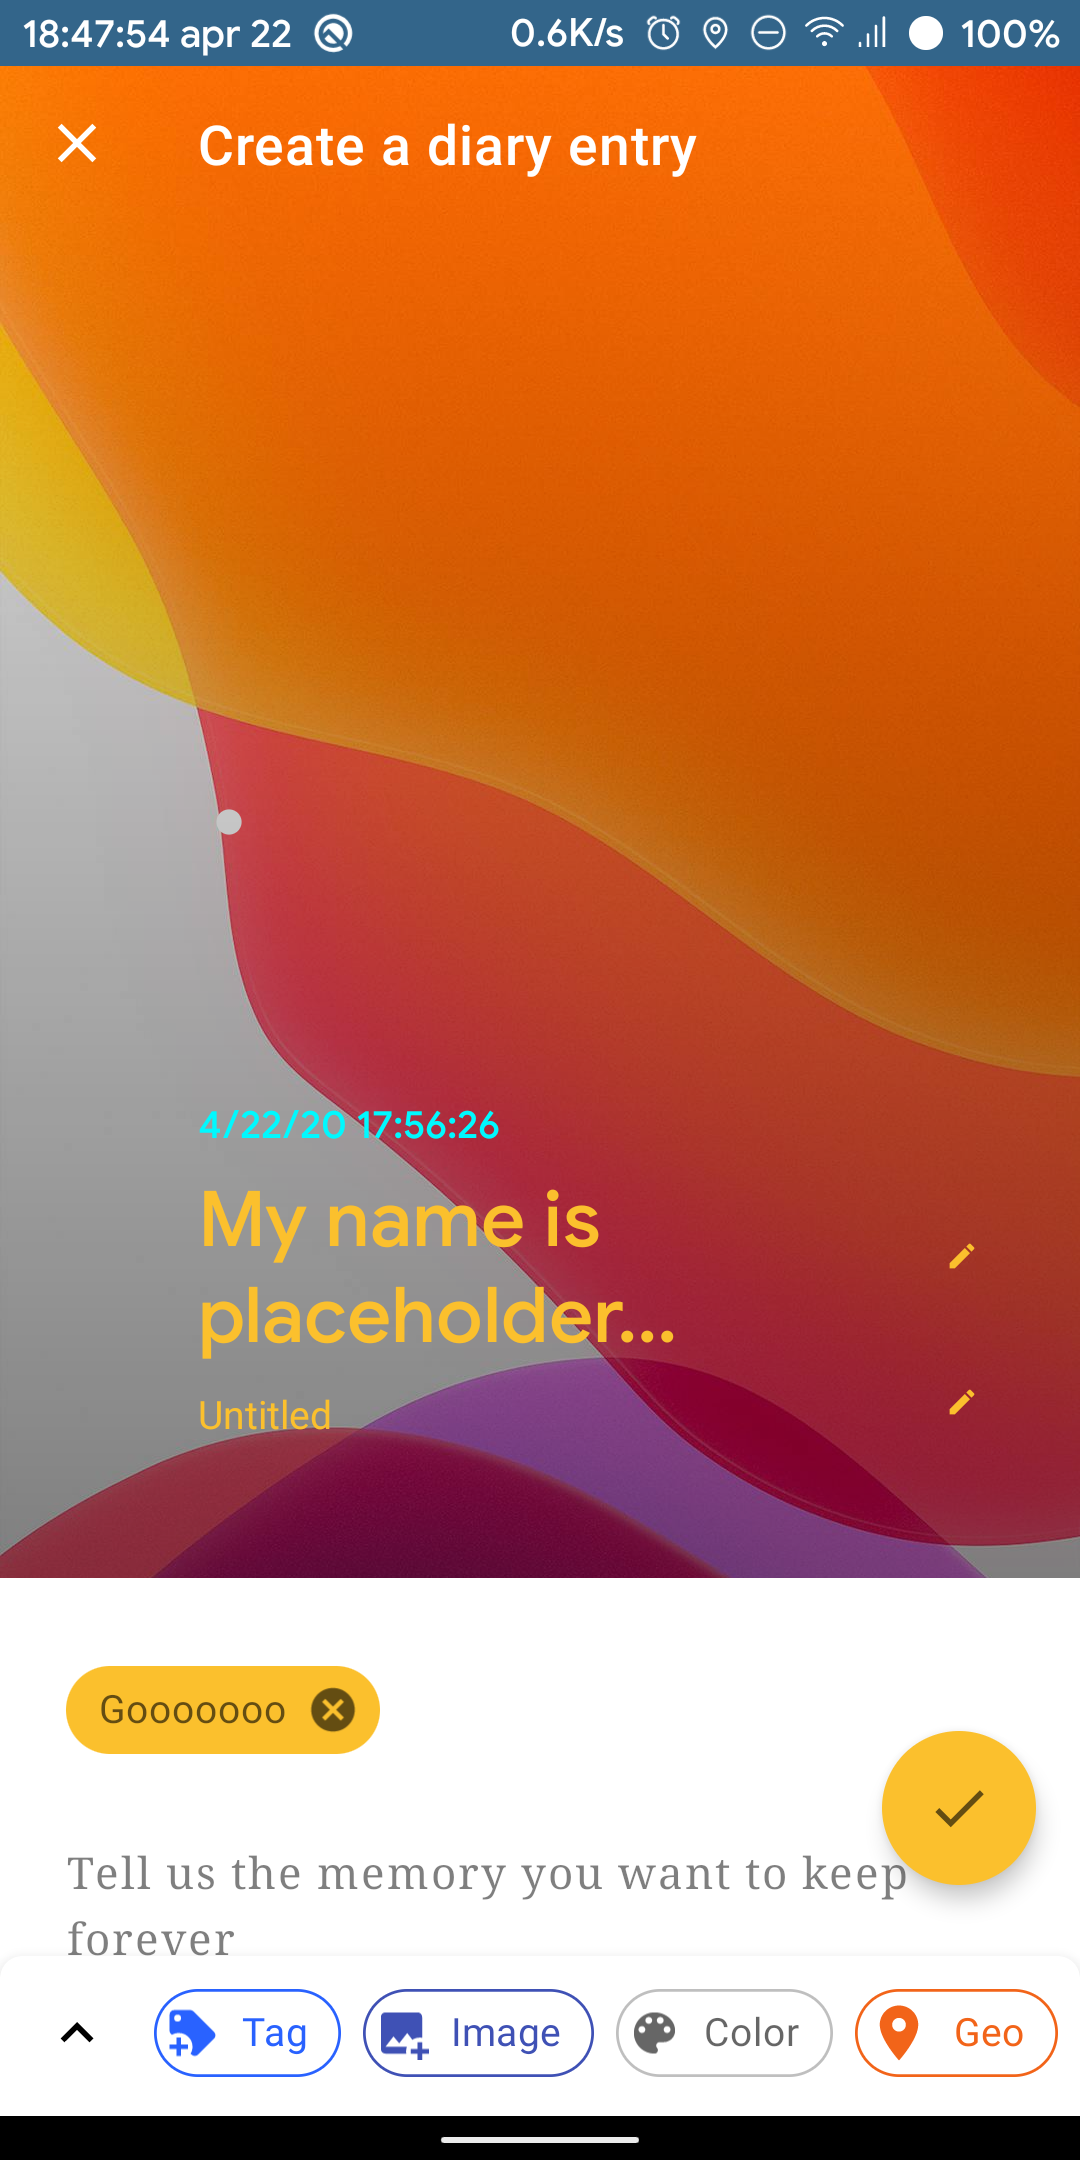 18:47:54 apr 22 0.6K/s 100%
Create a diary entry
4/22/20 17:56:26
My name is
placeholder...
Untitled
Gooooooo
Tell us the memory you want to keep
forever
Tag Image Color Geo